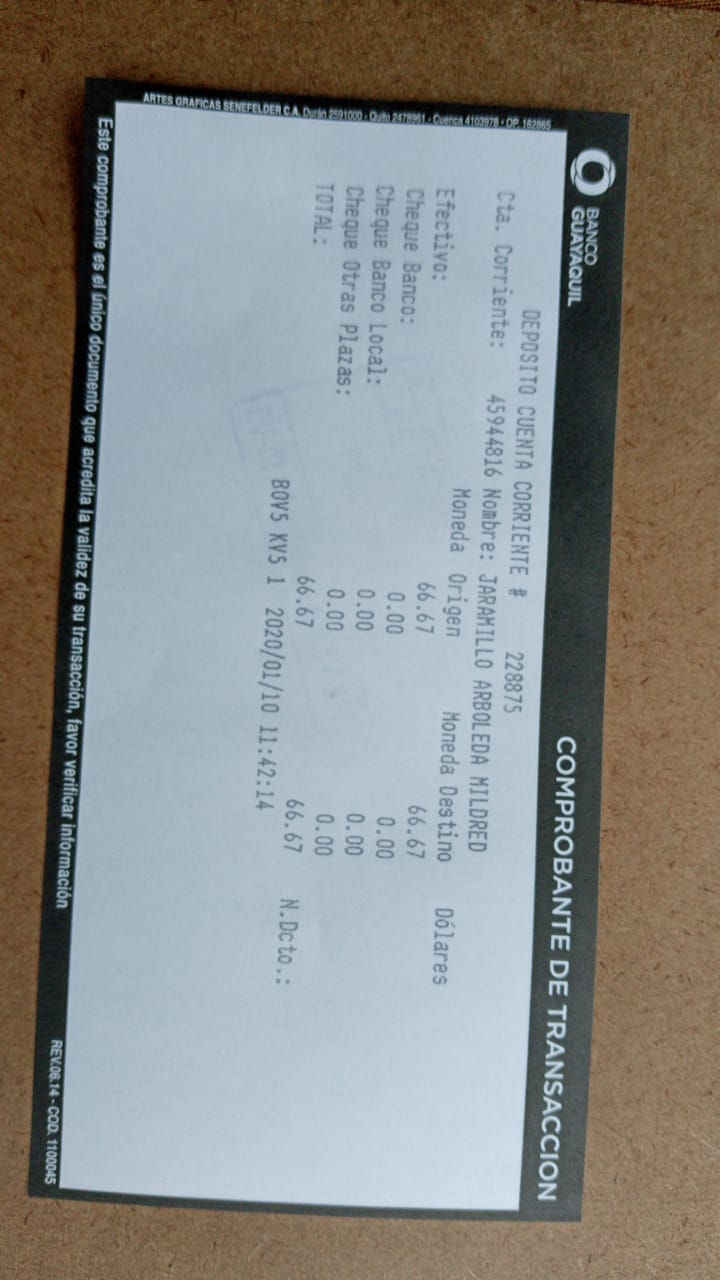 BANCO
GUAYAQUIL
COMPROBANTE DE TRANSACCION
DEPOSITO CUENTA CORRIENTE # 228875
Cta. Corriente: 45944816 Nombre: JARAMILLO ARBOLEDA MILDRED
Moneda Origen Moneda Destino Dólares
Efectivo: 66.67 66.67
Cheque Banco: 0.00 0.00
Cheque Banco Local: 0.00 0.00
Cheque Otras Plazas: 0.00 0.00
TOTAL: 66.67 66.67 N.Dcto.:
BOV5 KV5 1 2020/01/10 11:42:14
Este comprobante es el único documento que acredita la validez de su transacción, favor verificar información
REV.06.14 - COD. 1100045
ARTES GRAFICAS SENEFELDER C.A.